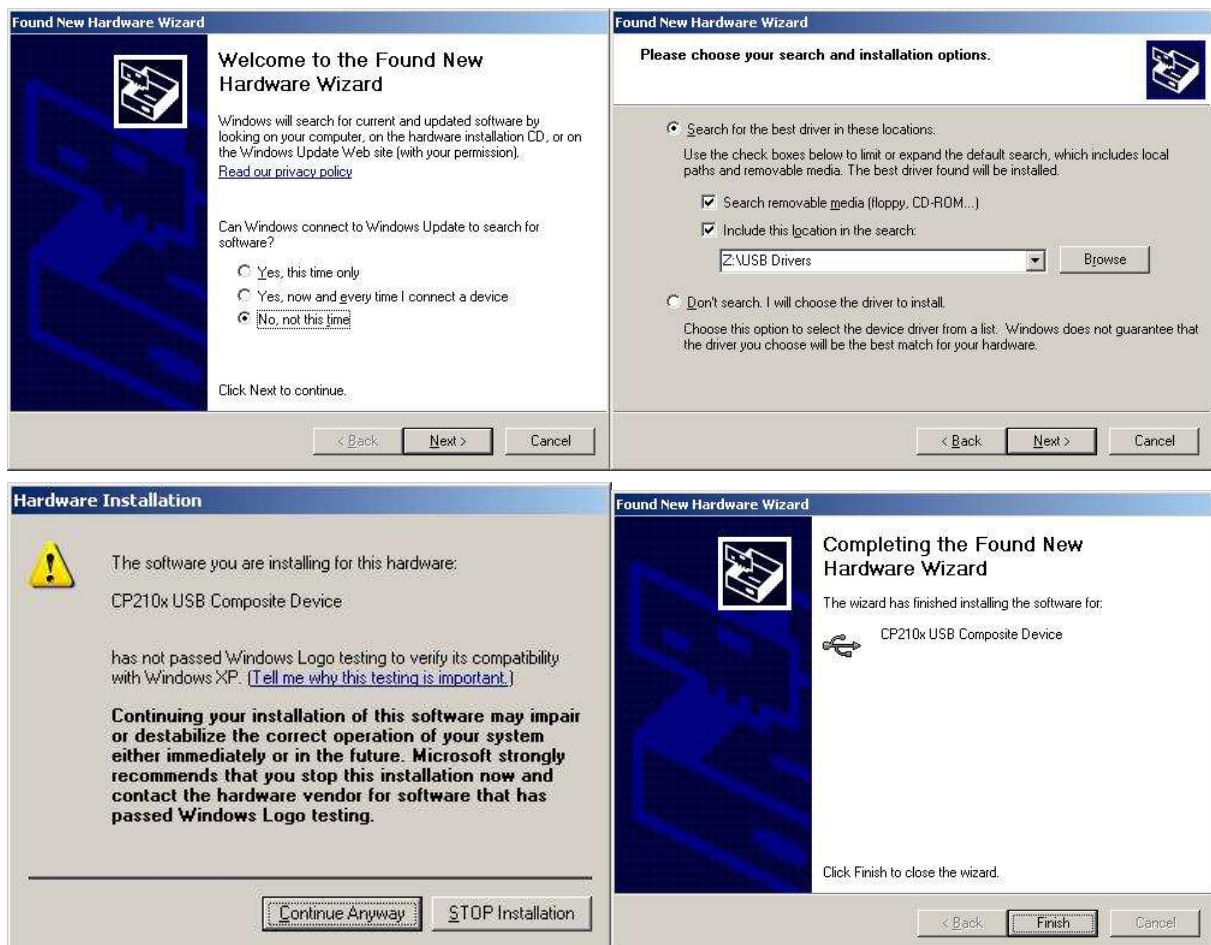 Found New Hardware Wizard
Welcome to the Found New
Hardware Wizard
Windows will search for current and updated software by
looking on your computer, on the hardware installation CD, or on
the Windows Update Web site (with your permission).
Read our privacy policy
Can Windows connect to Windows Update to search for
software?
Yes, this time only
Yes, now and every time I connect a device
No, not this time
Click Next to continue.
< Back
Next >
Cancel
Found New Hardware Wizard
Please choose your search and installation options.
Search for the best driver in these locations.
Use the check boxes below to limit or expand the default search, which includes local
paths and removable media. The best driver found will be installed.
Search removable media (floppy, CD-ROM...)
Include this location in the search:
Z:\USB Drivers
Browse
Don't search. I will choose the driver to install.
Choose this option to select the device driver from a list. Windows does not guarantee that
the driver you choose will be the best match for your hardware.
< Back
Next >
Cancel
Hardware Installation
The software you are installing for this hardware:
CP210x USB Composite Device
has not passed Windows Logo testing to verify its compatibility
with Windows XP. (Tell me why this testing is important.)
Continuing your installation of this software may impair
or destabilize the correct operation of your system
either immediately or in the future. Microsoft strongly
recommends that you stop this installation now and
contact the hardware vendor for software that has
passed Windows Logo testing.
Continue Anyway
STOP Installation
Found New Hardware Wizard
Completing the Found New
Hardware Wizard
The wizard has finished installing the software for:
CP210x USB Composite Device
Click Finish to close the wizard.
< Back
Finish
Cancel